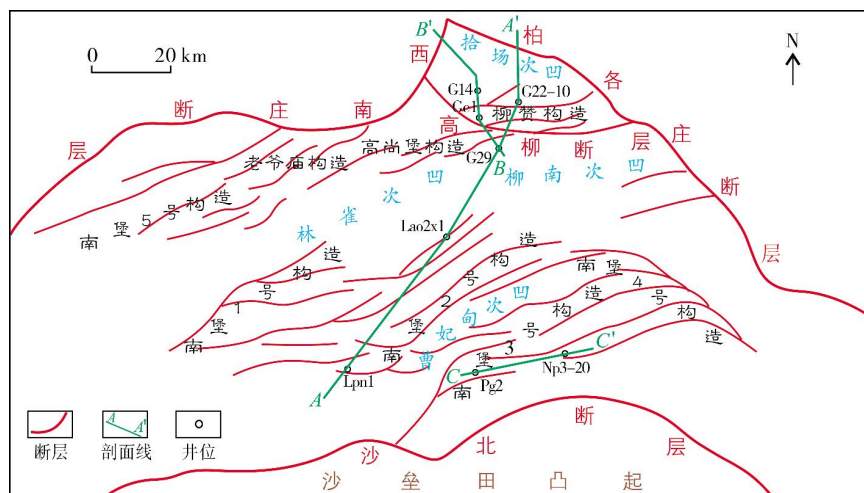 0 20 km
N
西南庄断层
柏各庄断层
高柳断层
沙北断层
拾场次凹
柳南次凹
林雀次凹
曹妃甸次凹
柳赞构造
高尚堡构造
老爷庙构造
南堡5号构造
南堡1号构造
南堡2号构造
南堡3号构造
南堡4号构造
沙垒田凸起
B'
A'
G14
Gc1
G22-10
G29
B
Lao2x1
Lpn1
A
C
C'
Pg2
Np3-20
A A'
断层 剖面线 井位